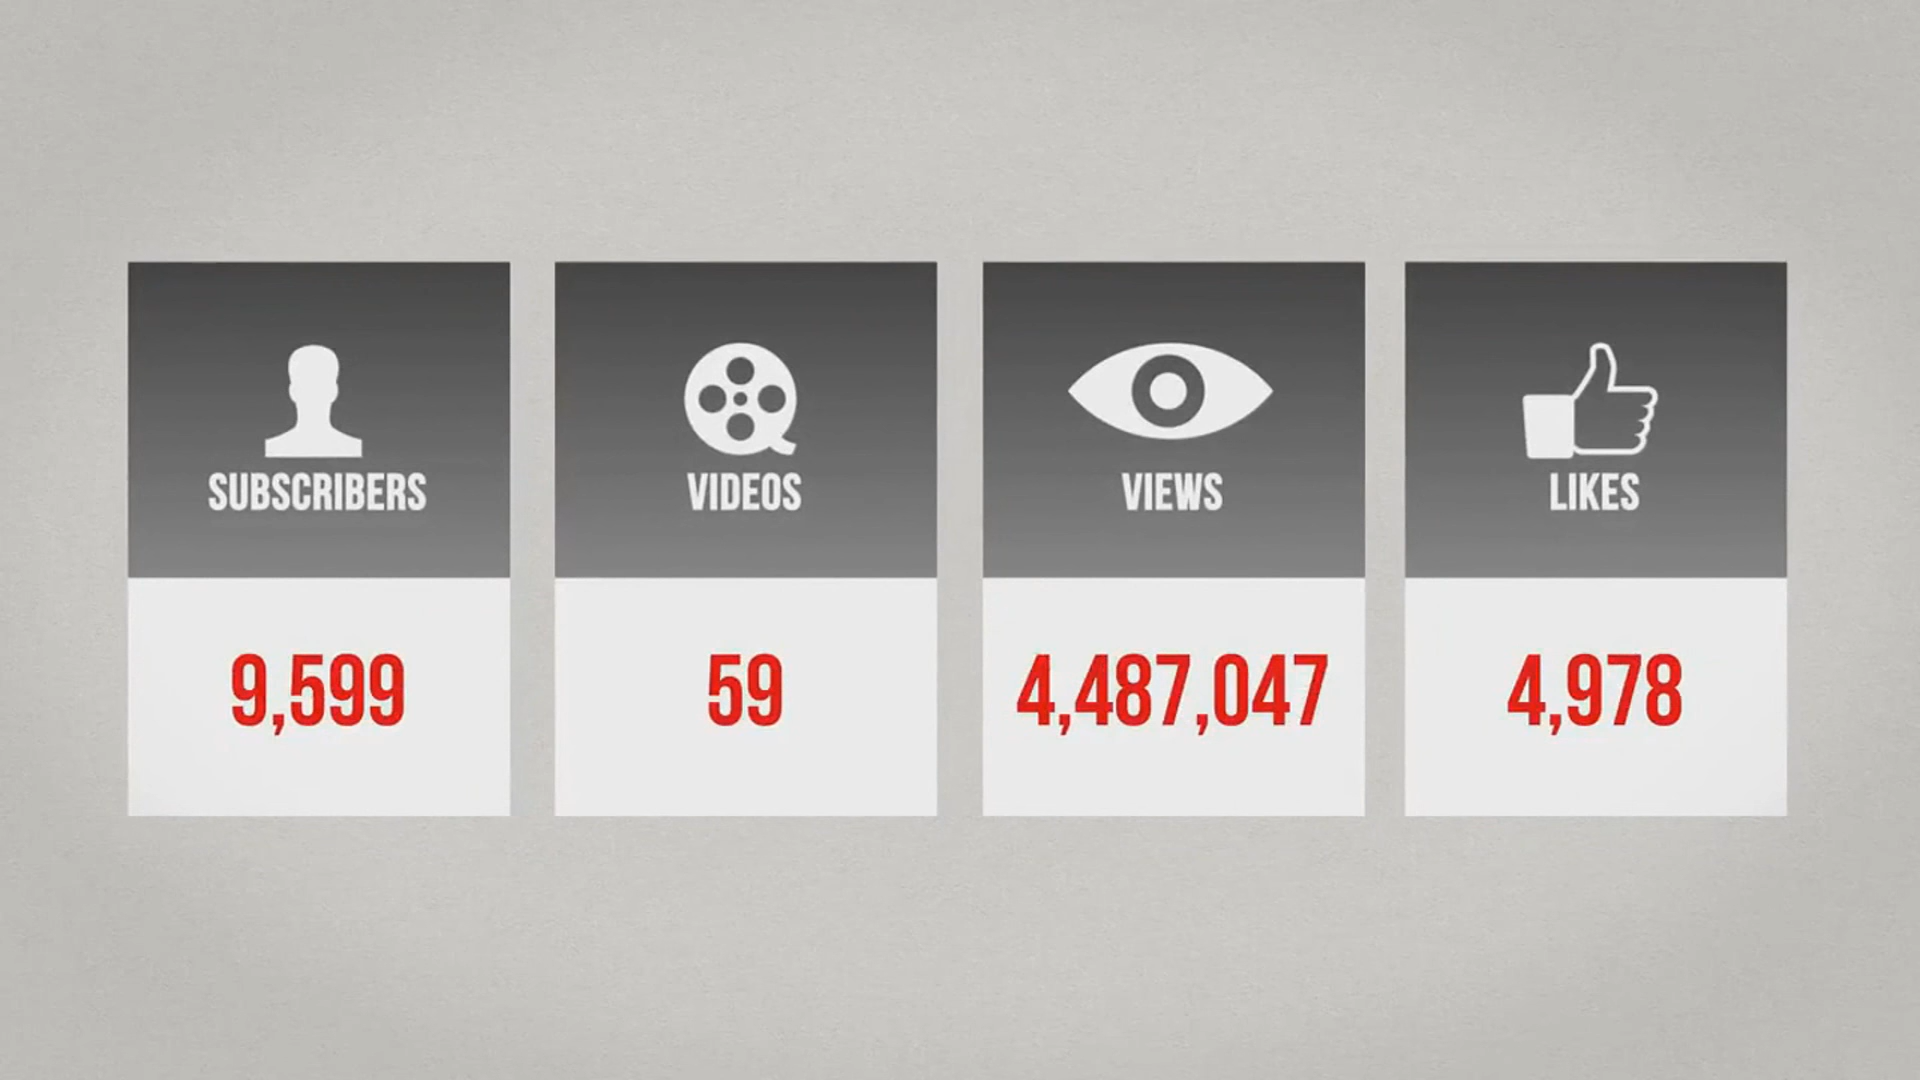 SUBSCRIBERS
9,599
VIDEOS
59
VIEWS
4,487,047
LIKES
4,978